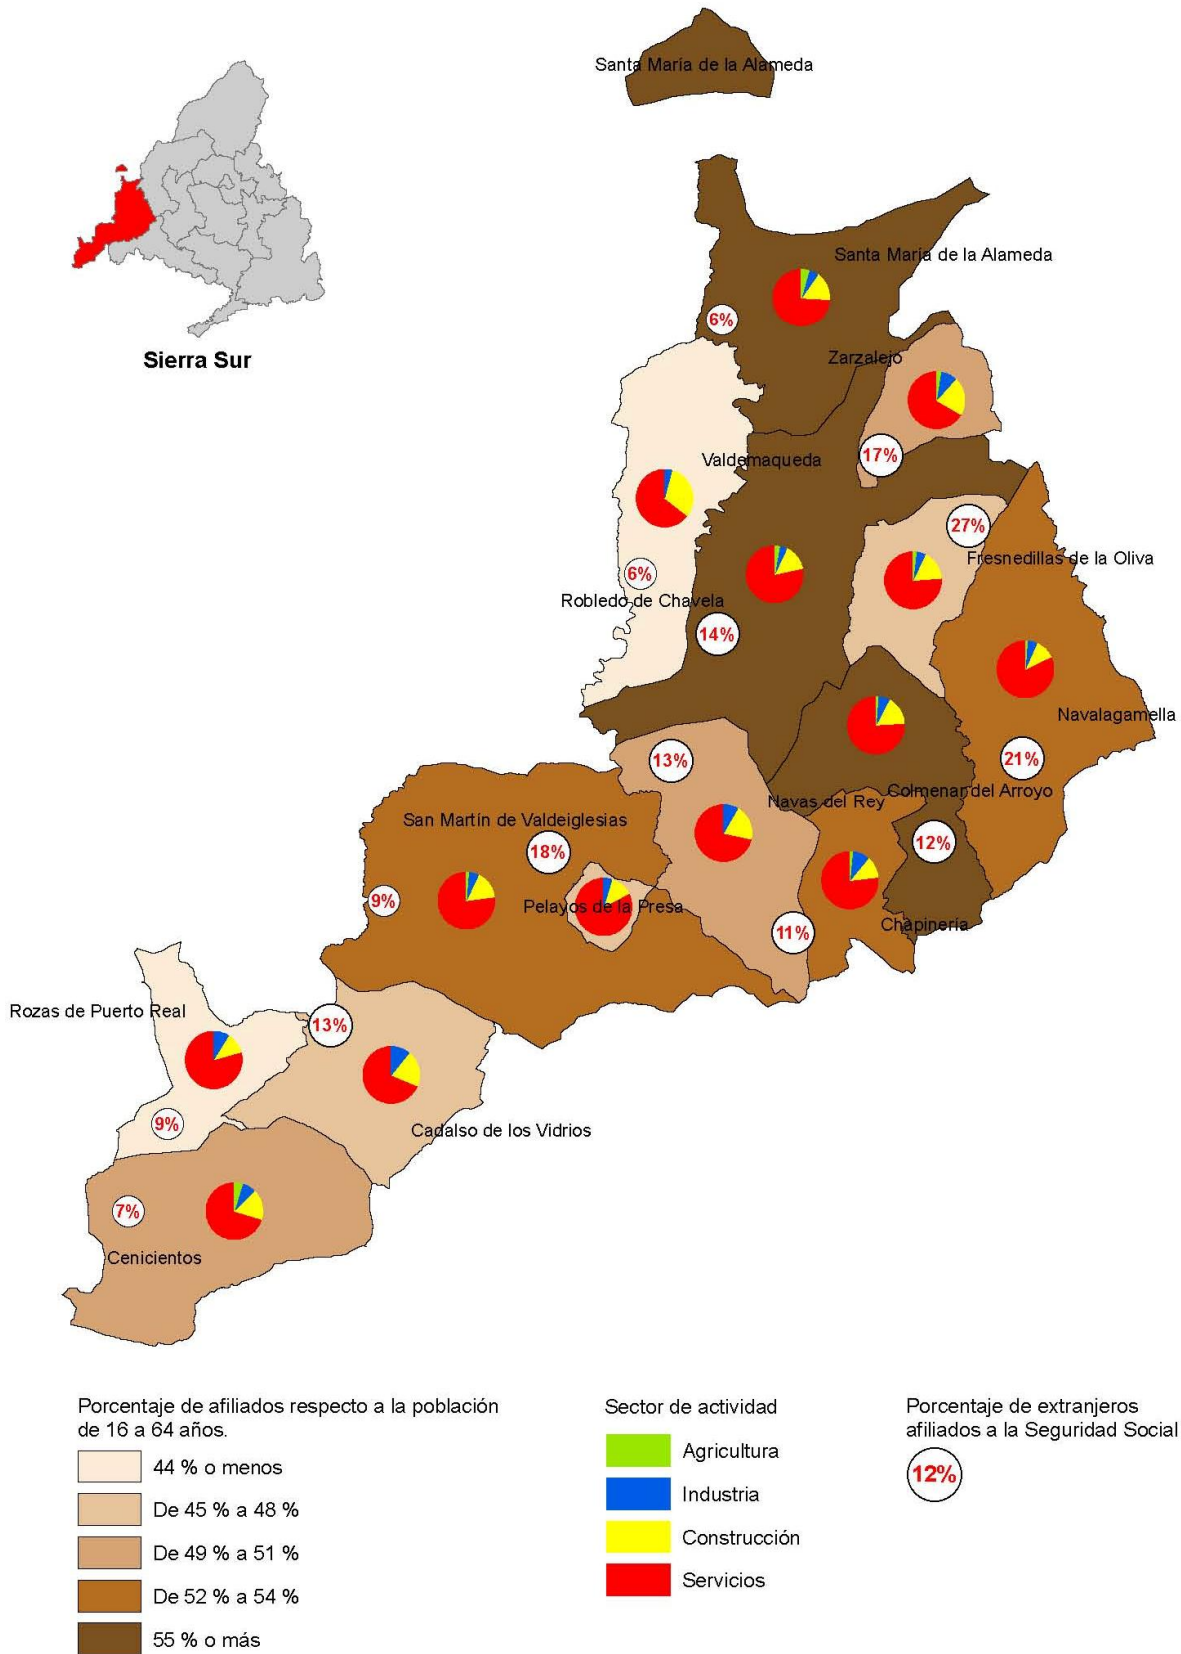 Santa María de la Alameda
Sierra Sur
Santa María de la Alameda
6%
Zarzalejo
17%
Valdemaqueda
27%
Fresnedillas de la Oliva
6%
Robledo de Chavela
14%
Navalagamella
21%
13%
Colmenar del Arroyo
Navas del Rey
San Martín de Valdeiglesias
12%
18%
9%
Pelayos de la Presa
Chapinería
11%
Rozas de Puerto Real
13%
9%
Cadalso de los Vidrios
7%
Cenicientos
Porcentaje de afiliados respecto a la población
de 16 a 64 años.
44 % o menos
De 45 % a 48 %
De 49 % a 51 %
De 52 % a 54 %
55 % o más
Sector de actividad
Agricultura
Industria
Construcción
Servicios
Porcentaje de extranjeros
afiliados a la Seguridad Social
12%